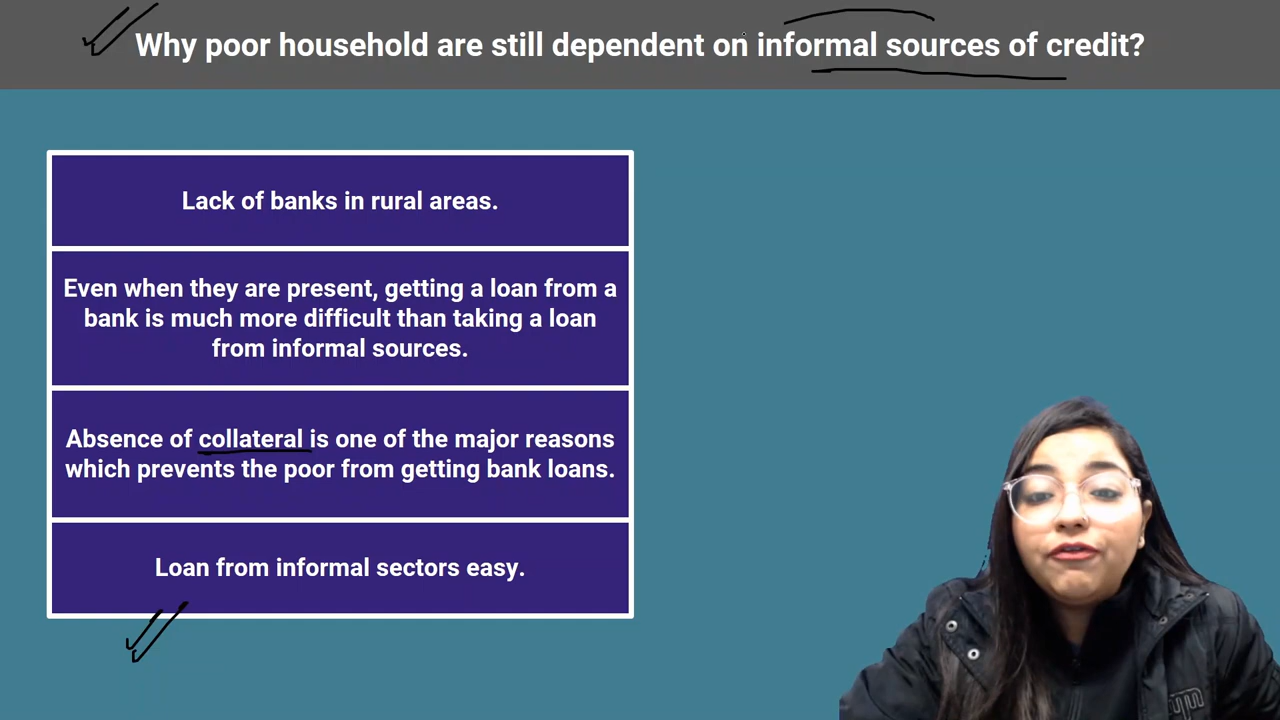 Why poor household are still dependent on informal sources of credit?
Lack of banks in rural areas.
Even when they are present, getting a loan from a
bank is much more difficult than taking a loan
from informal sources.
Absence of collateral is one of the major reasons
which prevents the poor from getting bank loans.
Loan from informal sectors easy.